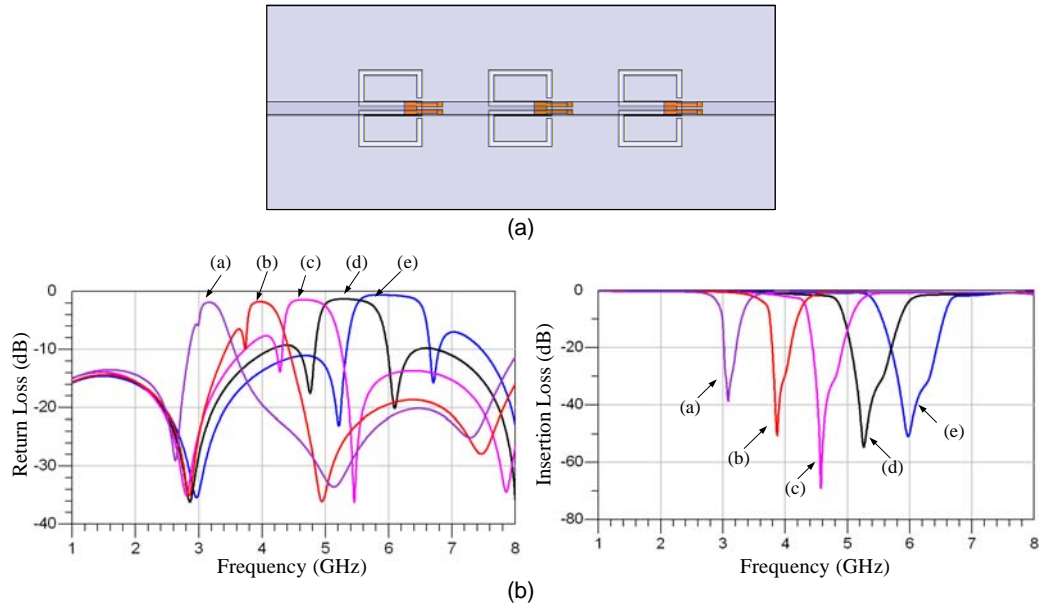 (a)
(a) (b) (c) (d) (e)
0
-10
-20
-30
-40
Return Loss (dB)
1 2 3 4 5 6 7 8
Frequency (GHz)
0
-20
-40
-60
-80
Insertion Loss (dB)
(a)
(b)
(c)
(d)
(e)
1 2 3 4 5 6 7 8
Frequency (GHz)
(b)